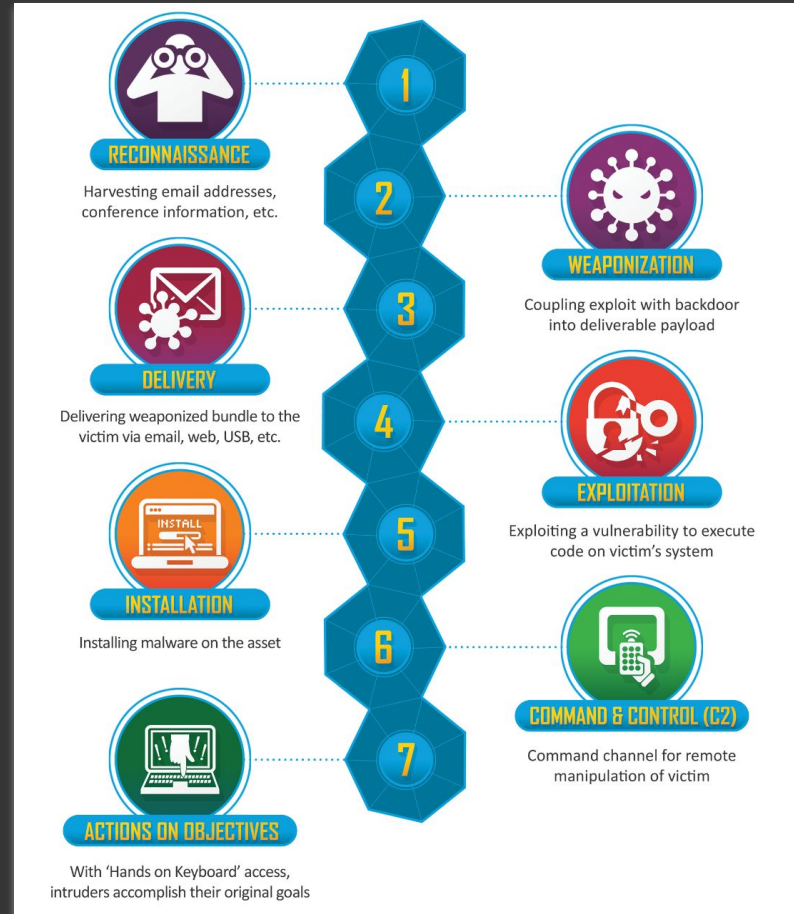 1
RECONNAISSANCE
Harvesting email addresses,
conference information, etc.
2
WEAPONIZATION
Coupling exploit with backdoor
into deliverable payload
3
DELIVERY
Delivering weaponized bundle to the
victim via email, web, USB, etc.
4
EXPLOITATION
Exploiting a vulnerability to execute
code on victim's system
5
INSTALL
INSTALLATION
Installing malware on the asset
6
COMMAND & CONTROL (C2)
Command channel for remote
manipulation of victim
7
ACTIONS ON OBJECTIVES
With 'Hands on Keyboard' access,
intruders accomplish their original goals